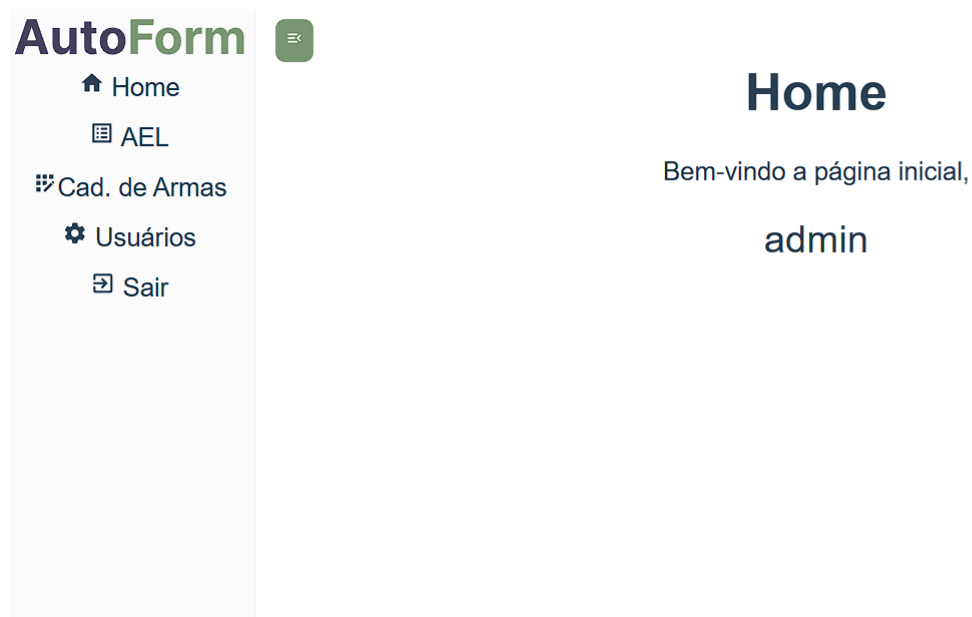 AutoForm
Home
AEL
Cad. de Armas
Usuários
Sair
Home
Bem-vindo a página inicial,
admin